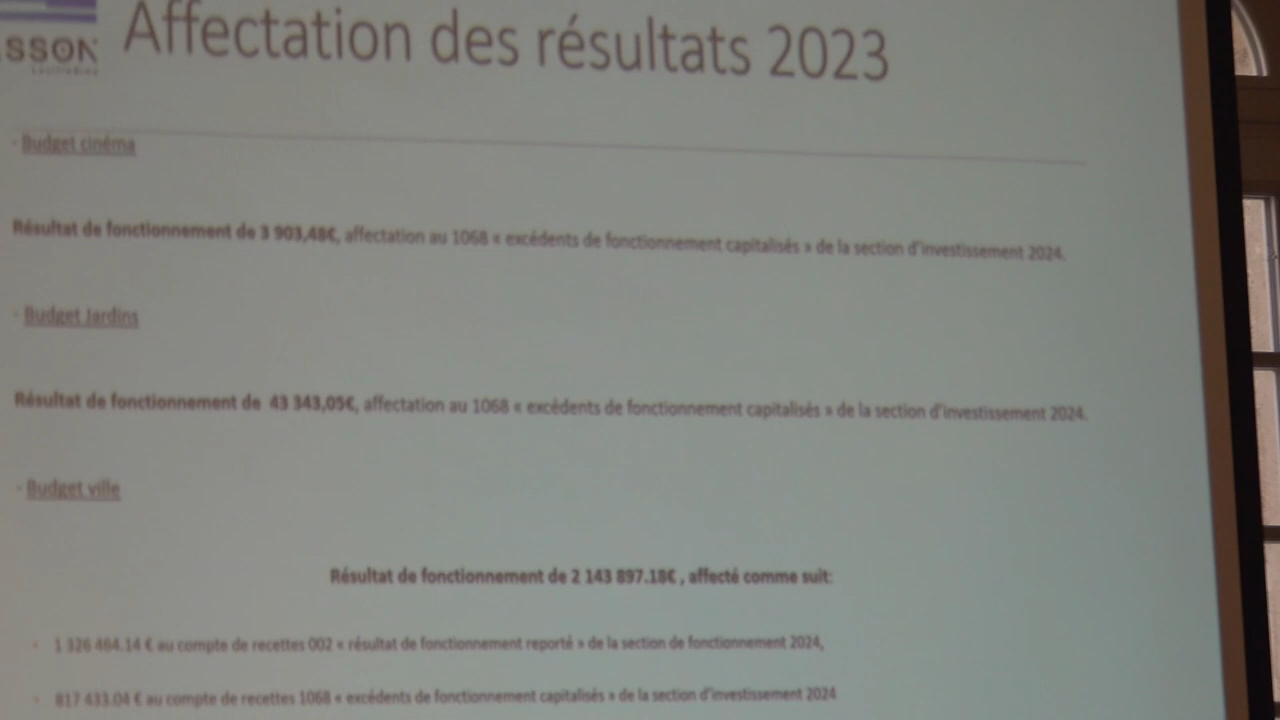 SSON
Affectation des résultats 2023
- Budget cinéma
Résultat de fonctionnement de 3 903,48€, affectation au 1068 « excédents de fonctionnement capitalisés » de la section d'investissement 2024.
- Budget Jardins
Résultat de fonctionnement de 43 343,05€, affectation au 1068 « excédents de fonctionnement capitalisés » de la section d'investissement 2024.
- Budget ville
Résultat de fonctionnement de 2 143 897.18€ , affecté comme suit:
- 1 326 464.14 € au compte de recettes 002 « résultat de fonctionnement reporté » de la section de fonctionnement 2024,
- 817 433.04 € au compte de recettes 1068 « excédents de fonctionnement capitalisés » de la section d'investissement 2024